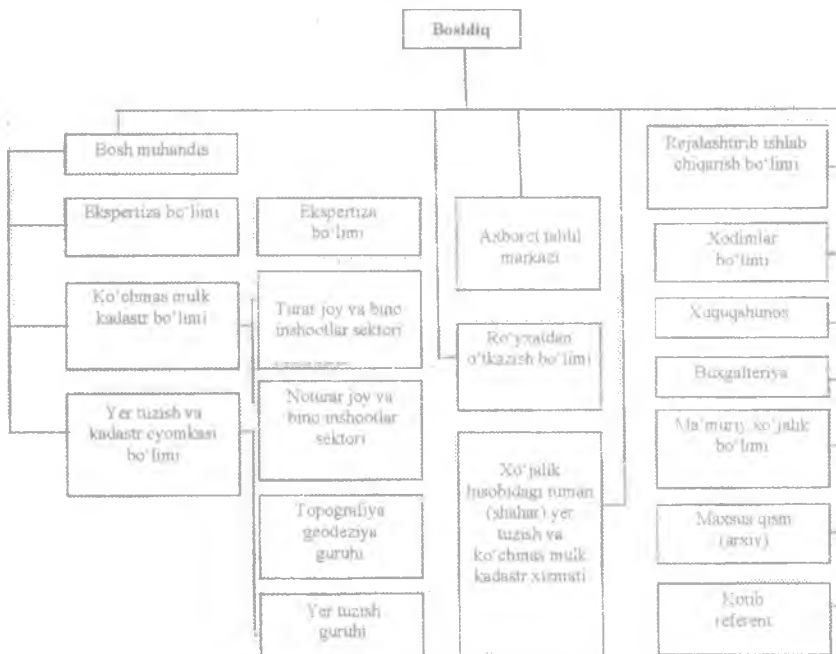 Boshliq
Bosh muhandis
Ekspertiza bo'limi
Ko'chmas mulk
kadastr bo'limi
Yer tuzish va
kadastr cyomkasi
bo'limi
Ekspertiza
bo'limi
Turar joy va bino
inshootlar sektori
Noturar joy va
bino inshootlar
sektori
Topografiya
geodeziya
guruhi
Yer tuzish
guruhi
Axborot tahlil
markazi
Ro'yxatdan
o'tkazish bo'limi
Xo'jalik
hisobidagi tuman
(shahar) yer
tuzish va
ko'chmas mulk
kadastr xizmati
Rejalashtirib ishlab
chiqarish bo'limi
Xodimlar
bo'limi
Xuquqshunos
Buxgalteriya
Ma'muriy xo'jalik
bo'limi
Maxsus qism
(arxiv)
Kotib
referent